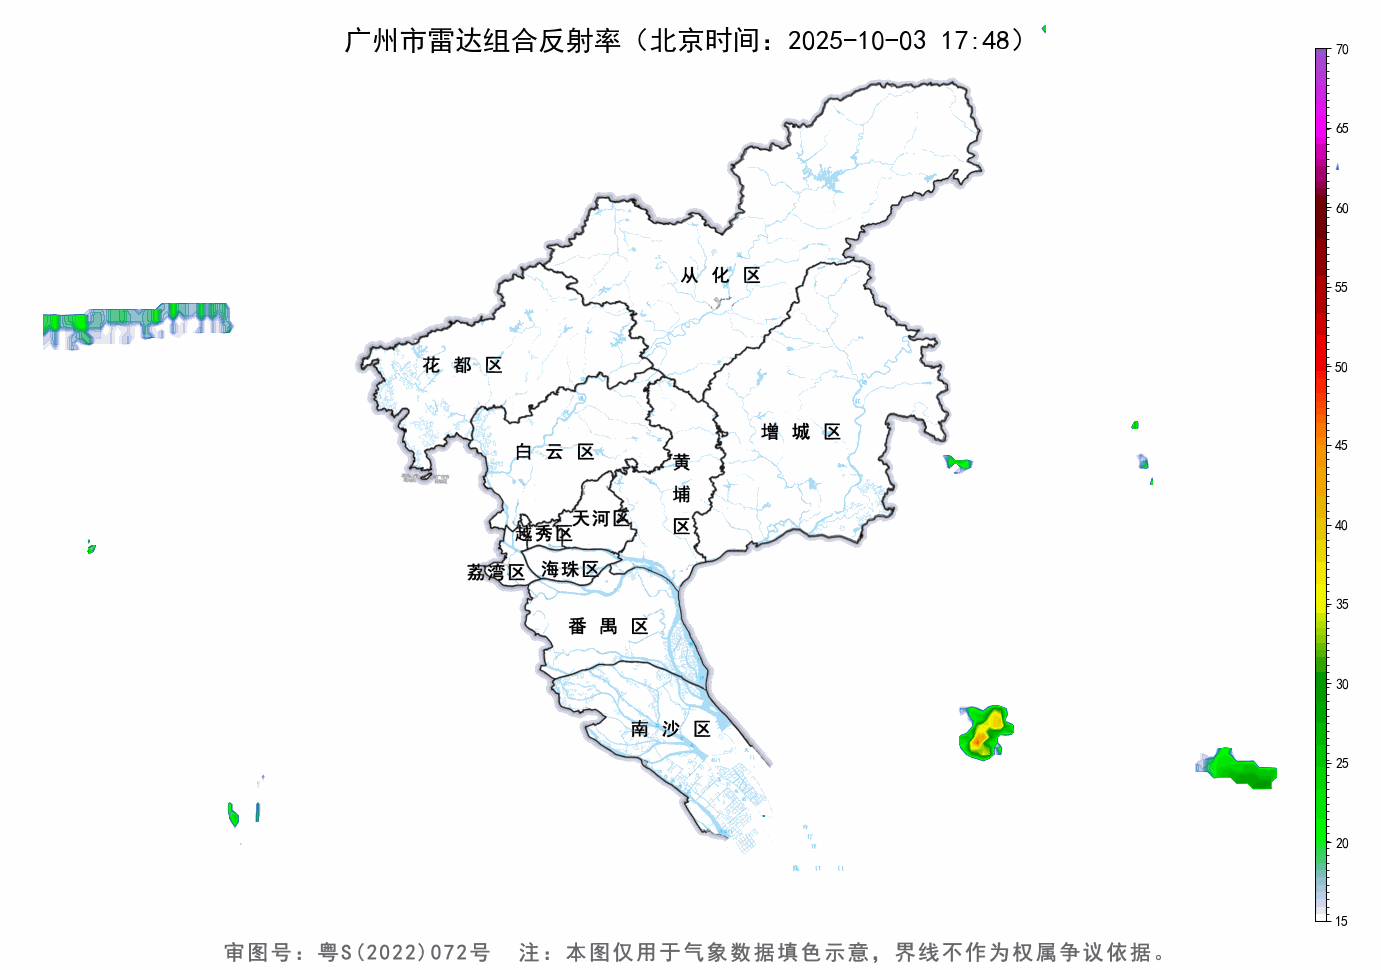 广州市雷达组合反射率（北京时间：2025-10-03 17:48）
70
65
60
55
50
45
40
35
30
25
20
15
从化区
花都区
增城区
白云区
黄埔区
天河区
越秀区
海珠区
荔湾区
番禺区
南沙区
审图号：粤S(2022)072号 注：本图仅用于气象数据填色示意，界线不作为权属争议依据。